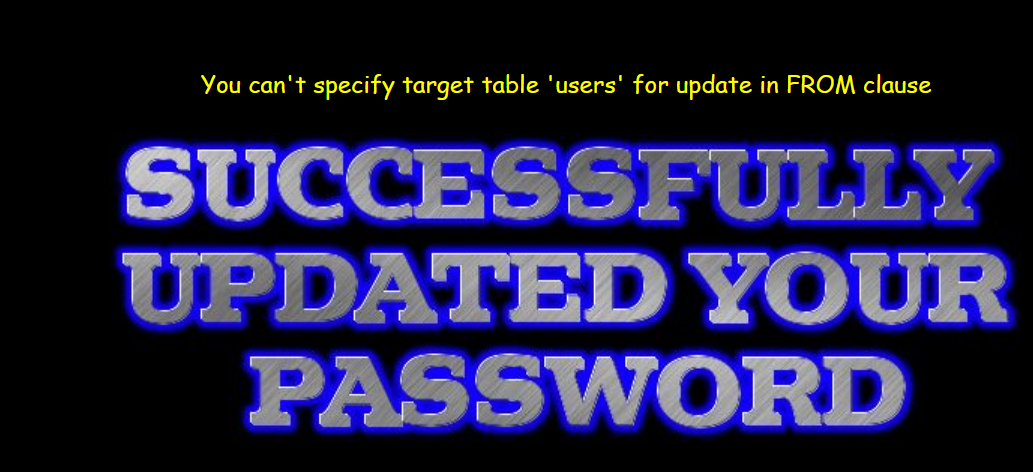 You can't specify target table 'users' for update in FROM clause
SUCCESSFULLY
UPDATED YOUR
PASSWORD